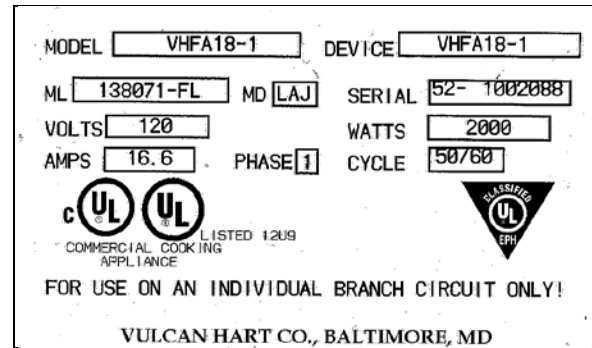 MODEL VHFA18-1 DEVICE VHFA18-1
ML 138071-FL MD LAJ SERIAL 52- 1002088
VOLTS 120 WATTS 2000
AMPS 16.6 PHASE 1 CYCLE 50/60
C UL UL LISTED 12U9
COMMERCIAL COOKING
APPLIANCE
CLASSIFIED
UL
EPH
FOR USE ON AN INDIVIDUAL BRANCH CIRCUIT ONLY!
VULCAN HART CO., BALTIMORE, MD